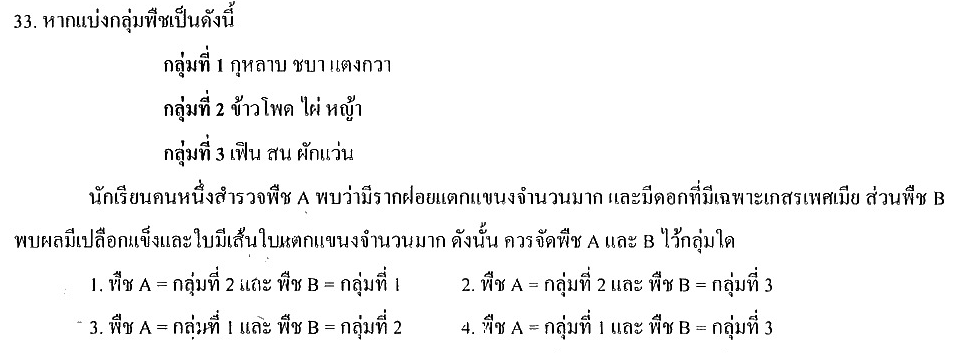 33. หากแบ่งกลุ่มพืชเป็นดังนี้
กลุ่มที่ 1 กุหลาบ ชบา แตงกวา
กลุ่มที่ 2 ข้าวโพด ไผ่ หญ้า
กลุ่มที่ 3 เฟิน สน ผักแว่น
นักเรียนคนหนึ่งสำรวจพืช A พบว่ามีรากฝอยแตกแขนงจำนวนมาก และมีดอกที่มีเฉพาะเกสรเพศเมีย ส่วนพืช B
พบผลมีเปลือกแข็งและใบมีเส้นใบแตกแขนงจำนวนมาก ดังนั้น ควรจัดพืช A และ B ไว้กลุ่มใด
1. พืช A = กลุ่มที่ 2 และ พืช B = กลุ่มที่ 1 2. พืช A = กลุ่มที่ 2 และ พืช B = กลุ่มที่ 3
3. พืช A = กลุ่มที่ 1 และ พืช B = กลุ่มที่ 2 4. พืช A = กลุ่มที่ 1 และ พืช B = กลุ่มที่ 3